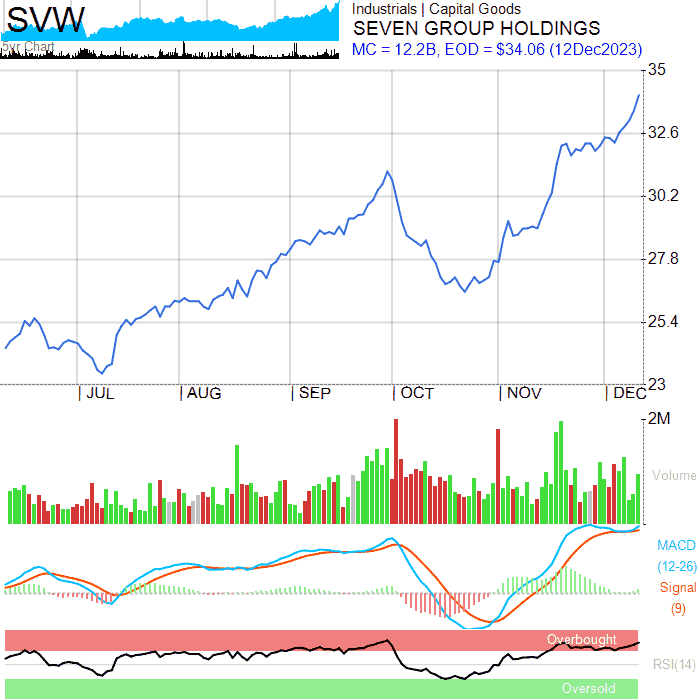 SVW
5yr Chart
Industrials | Capital Goods
SEVEN GROUP HOLDINGS
MC = 12.2B, EOD = $34.06 (12Dec2023)
35
32.6
30.2
27.8
25.4
23
| JUL | AUG | SEP | OCT | NOV | DEC
2M
Volume
MACD
(12-26)
Signal
(9)
Overbought
RSI(14)
Oversold